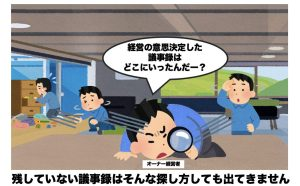 経営の意思決定した
議事録は
どこにいったんだー？
オーナー経営者
残していない議事録はそんな探し方しても出てきません